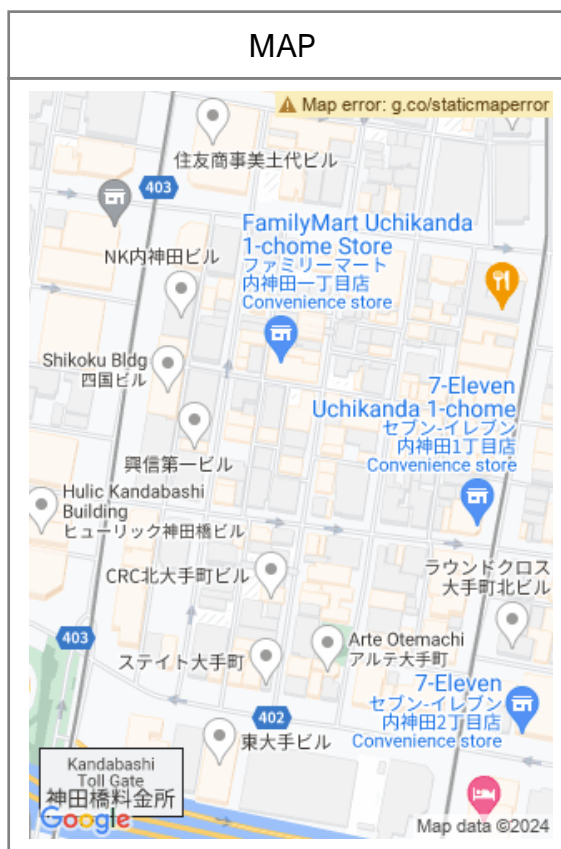 MAP
Map error: g.co/staticmaperror
住友商事美土代ビル
403
FamilyMart Uchikanda
1-chome Store
ファミリーマート
内神田一丁目店
Convenience store
NK内神田ビル
Shikoku Bldg
四国ビル
7-Eleven
Uchikanda 1-chome
セブン-イレブン
内神田1丁目店
Convenience store
興信第一ビル
Hulic Kandabashi
Building
ヒューリック神田橋ビル
CRC北大手町ビル
ラウンドクロス
大手町北ビル
403
Arte Otemachi
アルテ大手町
ステイト大手町
7-Eleven
セブン-イレブン
内神田2丁目店
Convenience store
402
東大手ビル
Kandabashi
Toll Gate
神田橋料金所
Google
Map data ©2024